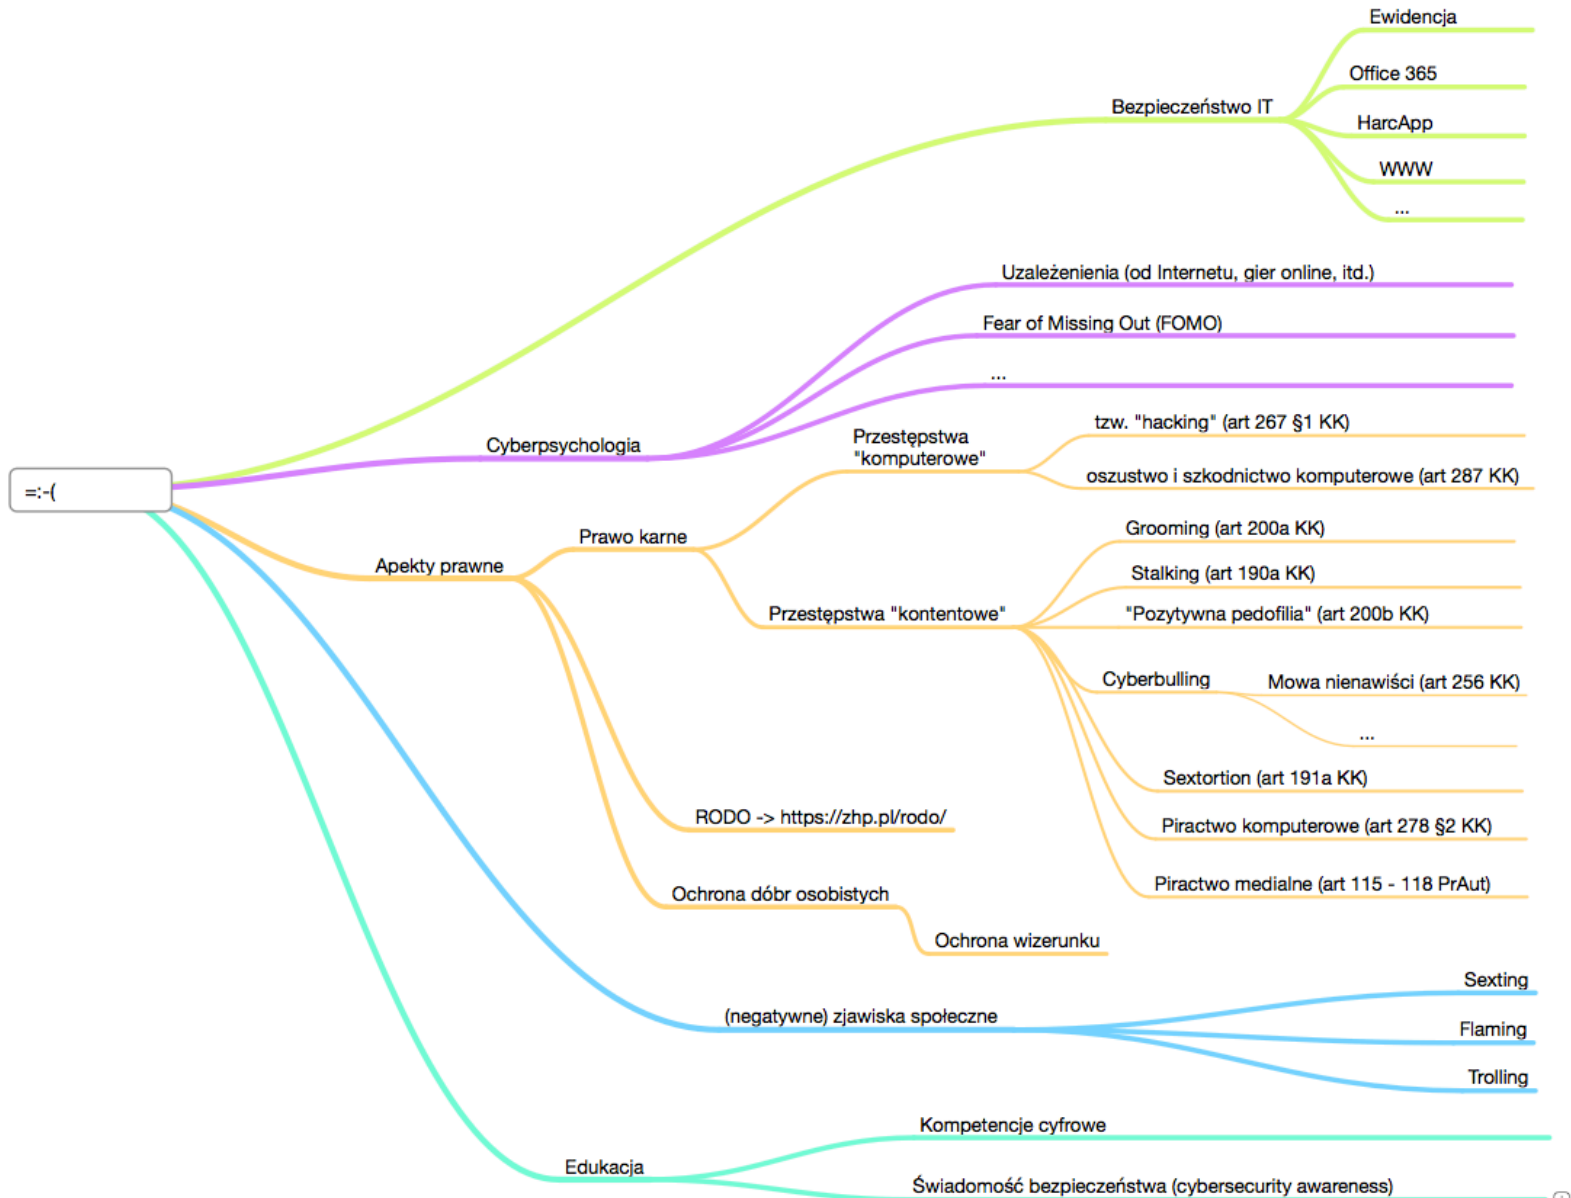 =:-(
Bezpieczeństwo IT
Ewidencja
Office 365
HarcApp
WWW
...
Cyberpsychologia
Uzależenienia (od Internetu, gier online, itd.)
Fear of Missing Out (FOMO)
...
Apekty prawne
Prawo karne
Przestępstwa
"komputerowe"
tzw. "hacking" (art 267 §1 KK)
oszustwo i szkodnictwo komputerowe (art 287 KK)
Przestępstwa "kontentowe"
Grooming (art 200a KK)
Stalking (art 190a KK)
"Pozytywna pedofilia" (art 200b KK)
Cyberbulling
Mowa nienawiści (art 256 KK)
...
Sextortion (art 191a KK)
Piractwo komputerowe (art 278 §2 KK)
Piractwo medialne (art 115 - 118 PrAut)
RODO -> https://zhp.pl/rodo/
Ochrona dóbr osobistych
Ochrona wizerunku
(negatywne) zjawiska społeczne
Sexting
Flaming
Trolling
Edukacja
Kompetencje cyfrowe
Świadomość bezpieczeństwa (cybersecurity awareness)